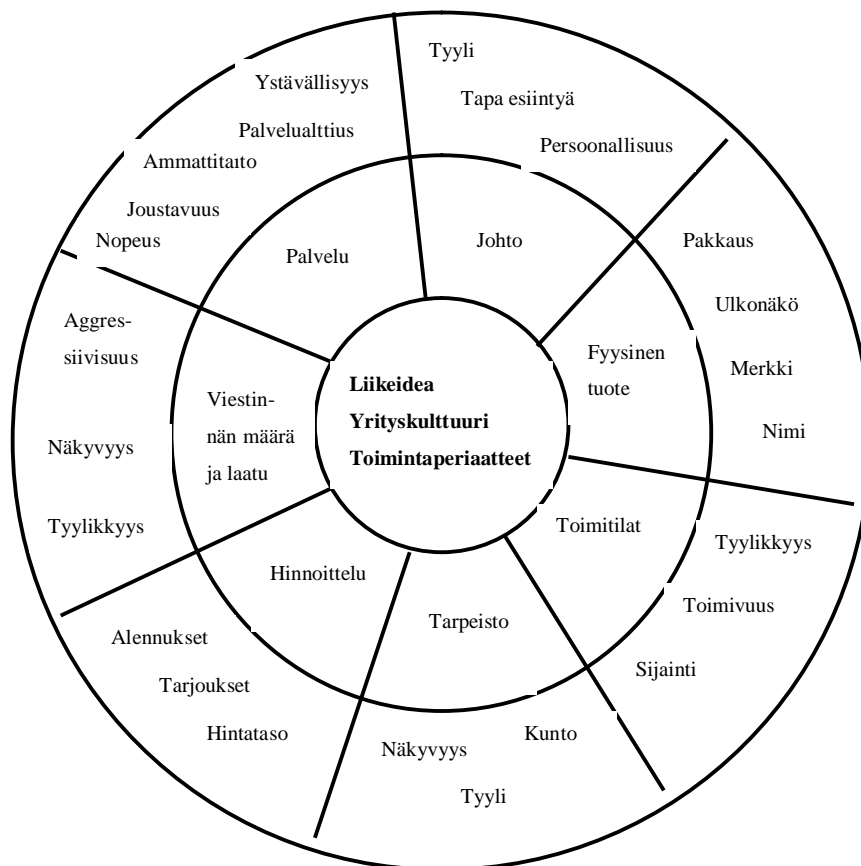 Tyyli
Tapa esiintyä
Persoonallisuus
Ystävällisyys
Palvelualttius
Ammattitaito
Joustavuus
Nopeus
Palvelu
Johto
Pakkaus
Ulkonäkö
Merkki
Nimi
Fyysinen
tuote
Aggres-
siivisuus
Näkyvyys
Tyylikkyys
Viestin-
nän määrä
ja laatu
Liikeidea
Yrityskulttuuri
Toimintaperiaatteet
Toimitilat
Tyylikkyys
Toimivuus
Sijainti
Hinnoittelu
Alennukset
Tarjoukset
Hintataso
Tarpeisto
Näkyvyys
Kunto
Tyyli